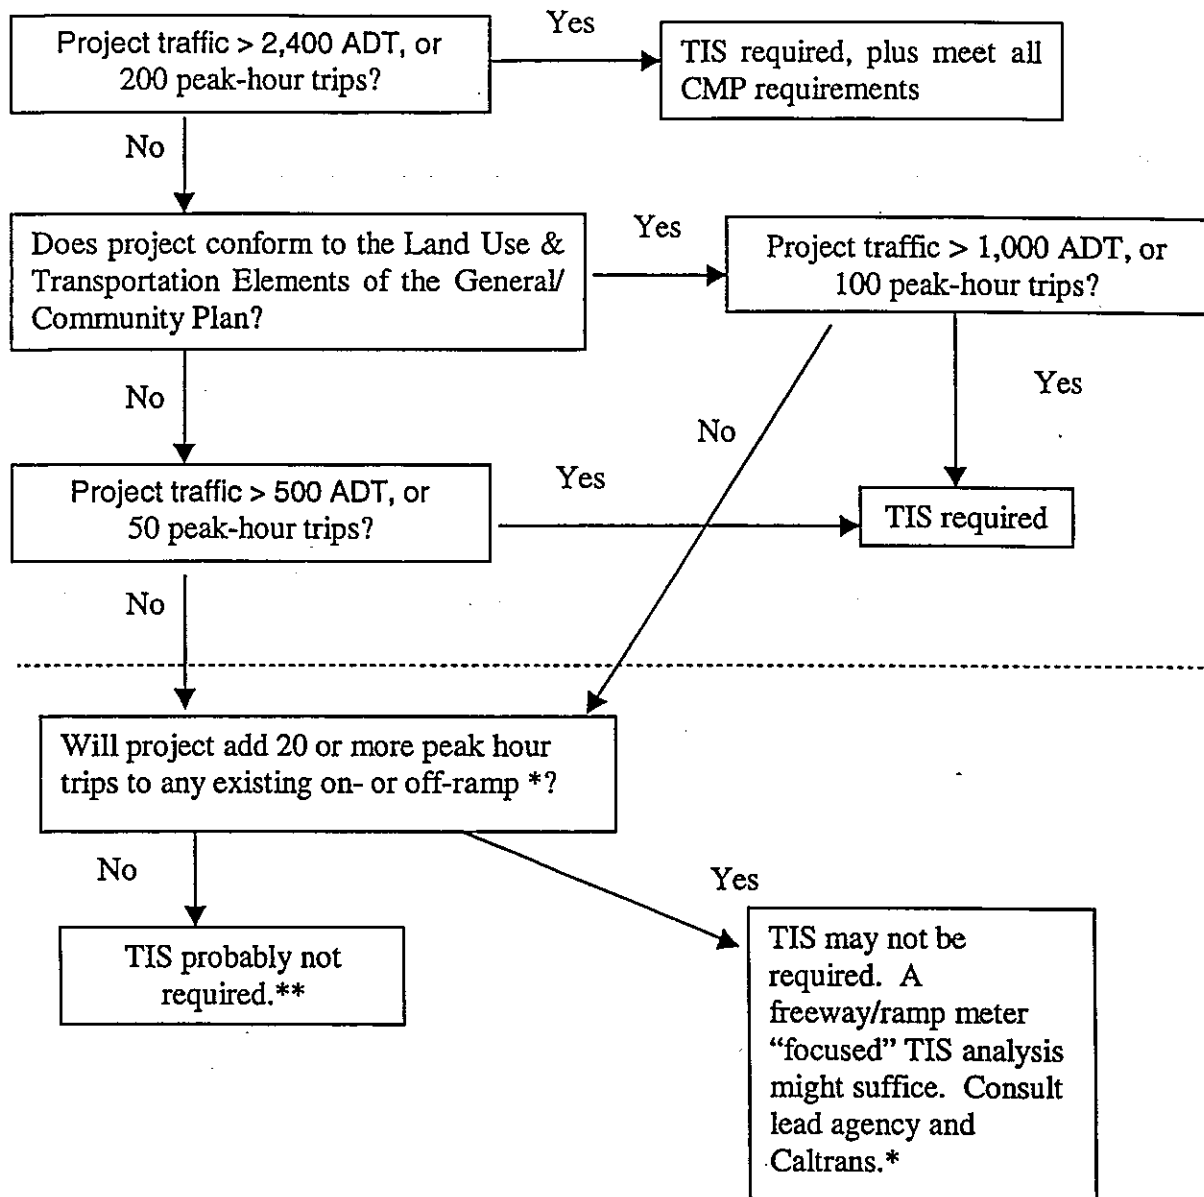 Project traffic > 2,400 ADT, or
200 peak-hour trips?
Yes
TIS required, plus meet all
CMP requirements
No
Does project conform to the Land Use &
Transportation Elements of the General/
Community Plan?
Yes
Project traffic > 1,000 ADT, or
100 peak-hour trips?
No
Yes
No
Project traffic > 500 ADT, or
50 peak-hour trips?
Yes
TIS required
No
Will project add 20 or more peak hour
trips to any existing on- or off-ramp *?
No
Yes
TIS probably not
required.**
TIS may not be
required. A
freeway/ramp meter
“focused” TIS analysis
might suffice. Consult
lead agency and
Caltrans.*